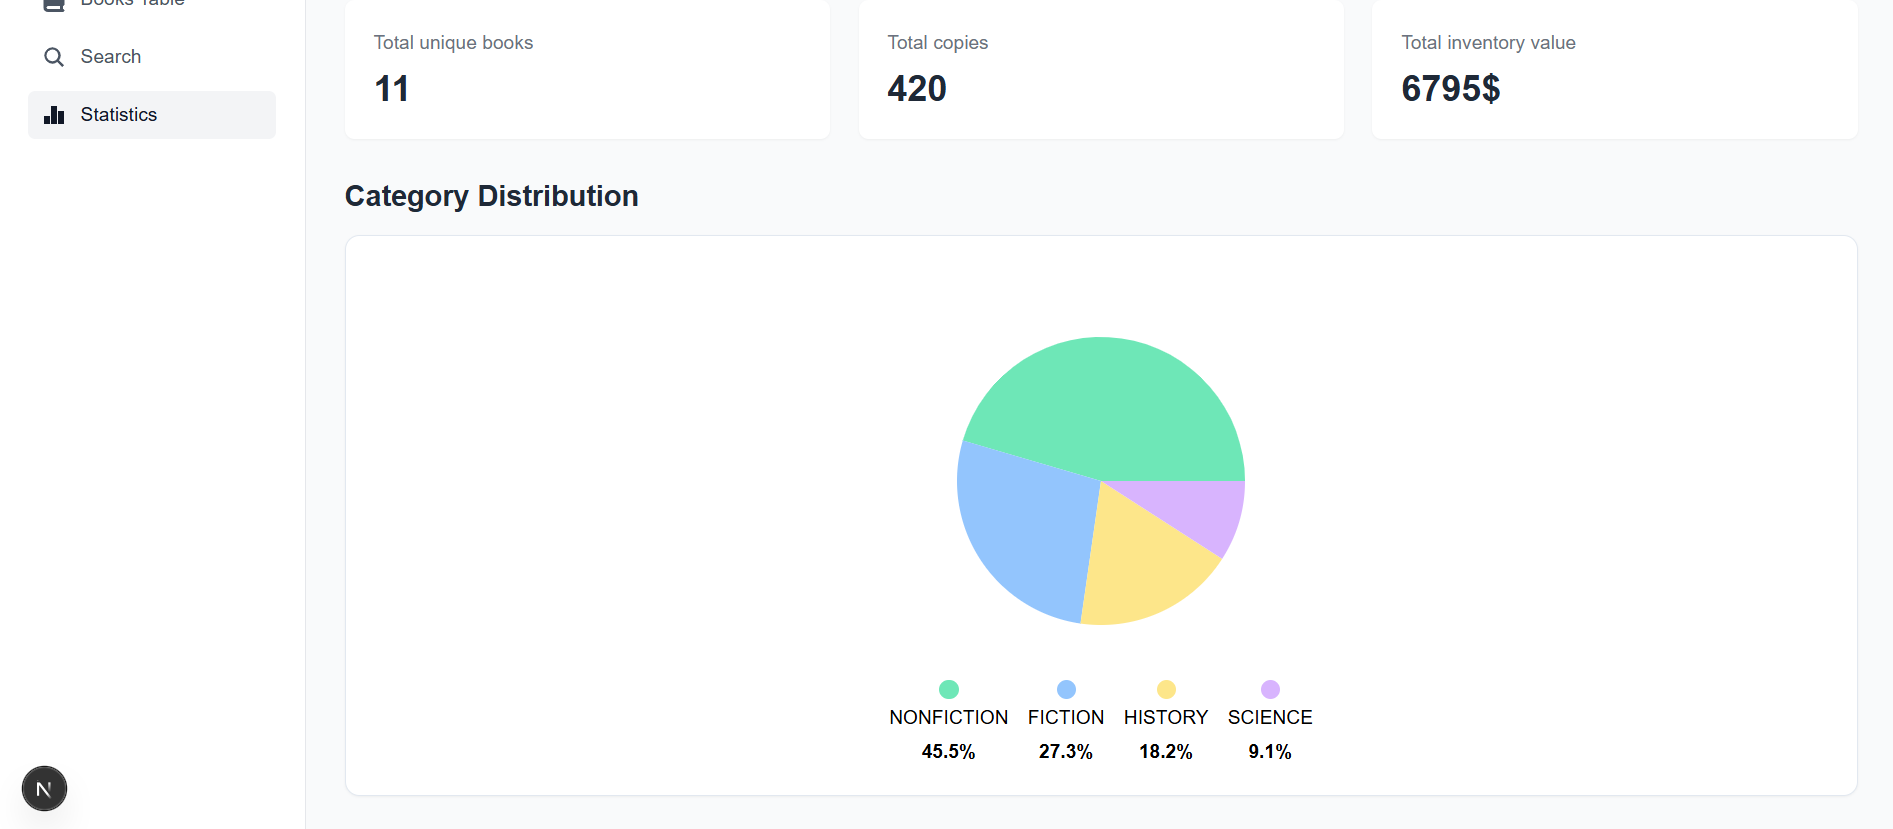 Books Table
Search
Statistics
Total unique books
11
Total copies
420
Total inventory value
6795$
Category Distribution
NONFICTION
45.5%
FICTION
27.3%
HISTORY
18.2%
SCIENCE
9.1%
N